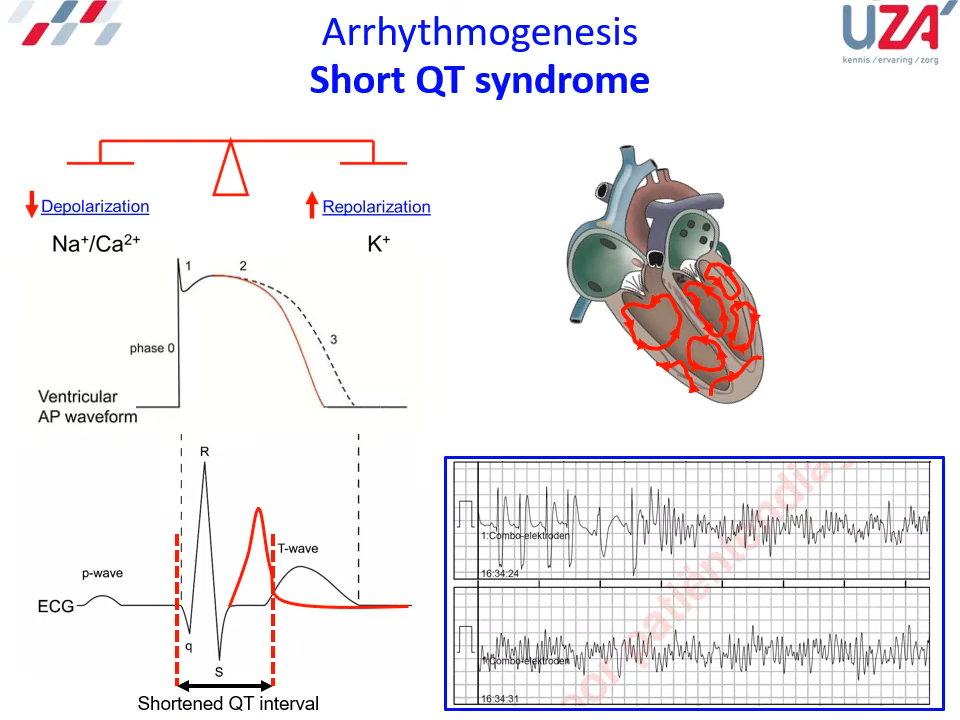 Arrhythmogenesis
Short QT syndrome
UZA'
kennis / ervaring / zorg
Depolarization
Repolarization
Na⁺/Ca²⁺
K⁺
1
2
3
phase 0
Ventricular
AP waveform
R
T-wave
p-wave
ECG
q
S
Shortened QT interval
1:Combo-elektroden
16:34:24
1:Combo-elektroden
16:34:31